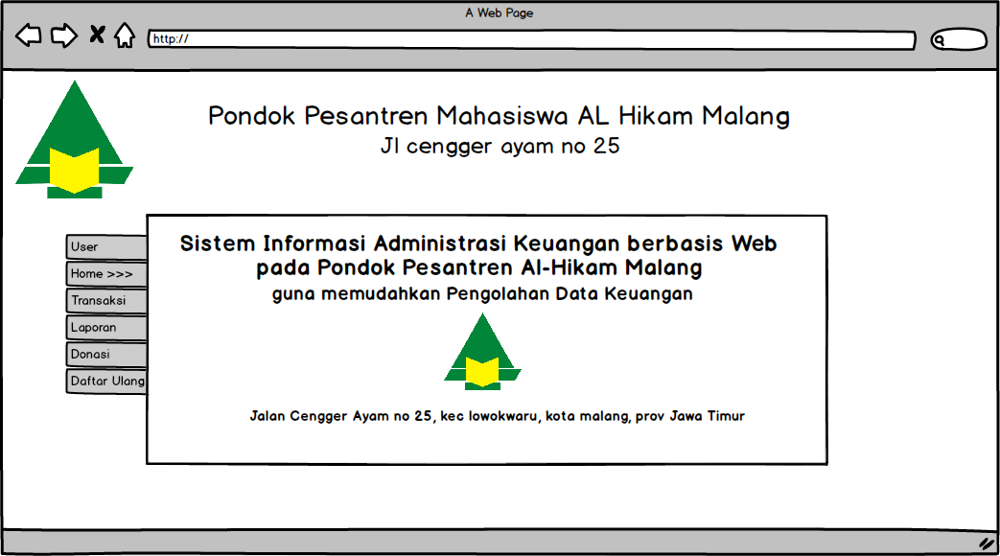 A Web Page
http://
Pondok Pesantren Mahasiswa AL Hikam Malang
Jl cengger ayam no 25
User
Home >>>
Transaksi
Laporan
Donasi
Daftar Ulang
Sistem Informasi Administrasi Keuangan berbasis Web
pada Pondok Pesantren Al-Hikam Malang
guna memudahkan Pengolahan Data Keuangan
Jalan Cengger Ayam no 25, kec lowokwaru, kota malang, prov Jawa Timur